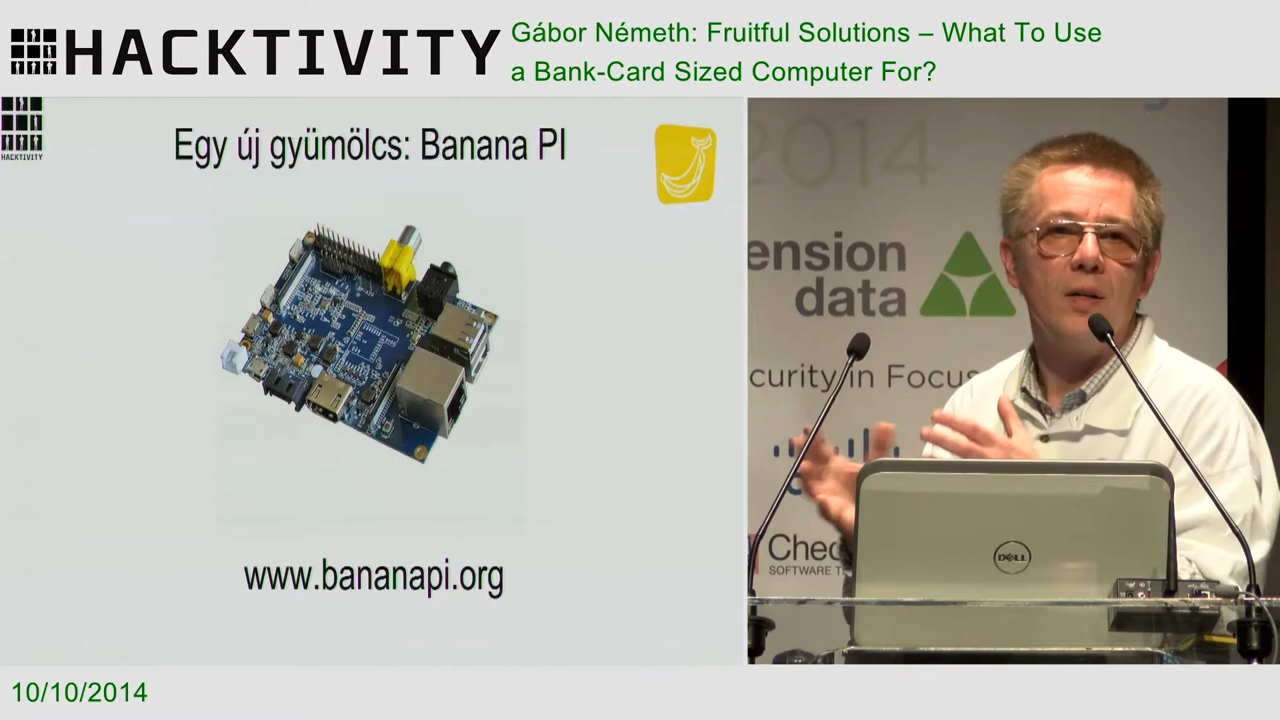 HACKTIVITY
Gábor Németh: Fruitful Solutions – What To Use
a Bank-Card Sized Computer For?
HACKTIVITY
Egy új gyümölcs: Banana PI
www.bananapi.org
2014
ension
data
curity in Focus
Chec
SOFTWARE T
DELL
10/10/2014